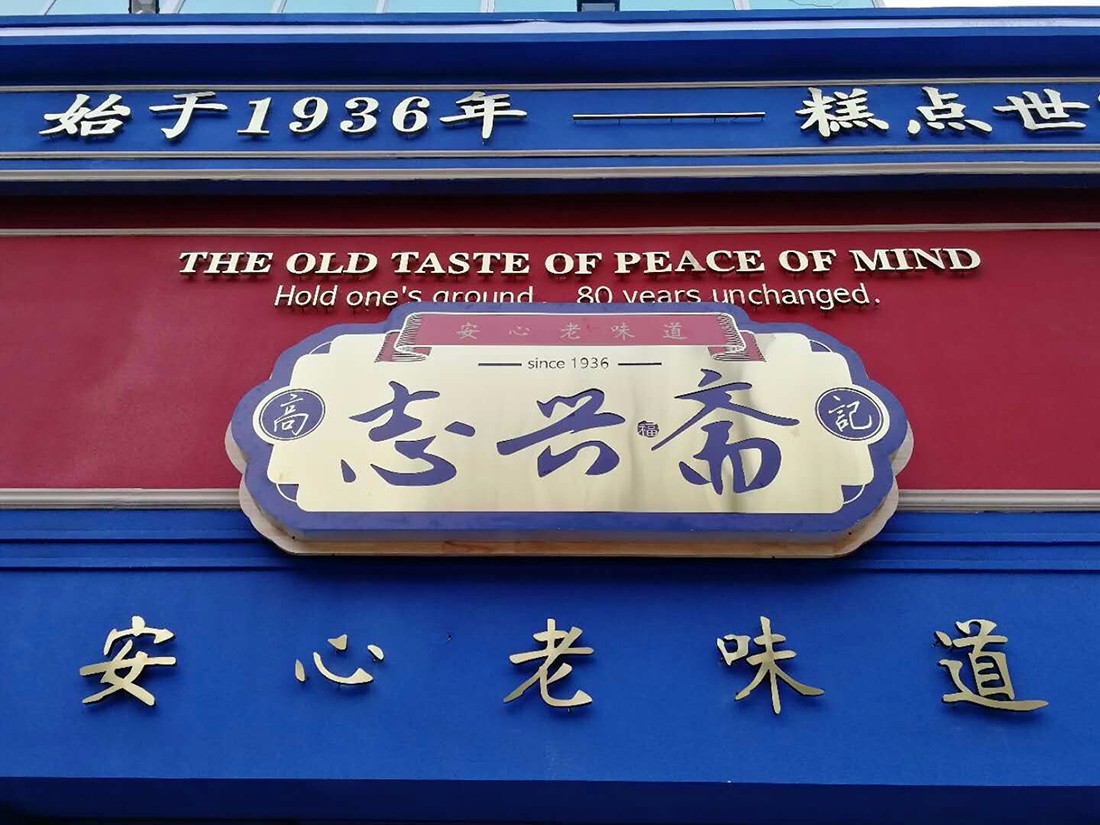 始于1936年 —— 糕点世
THE OLD TASTE OF PEACE OF MIND
Hold one's ground. 80 years unchanged.
安心老味道
since 1936
高 志兴福斋 記
安心老味道